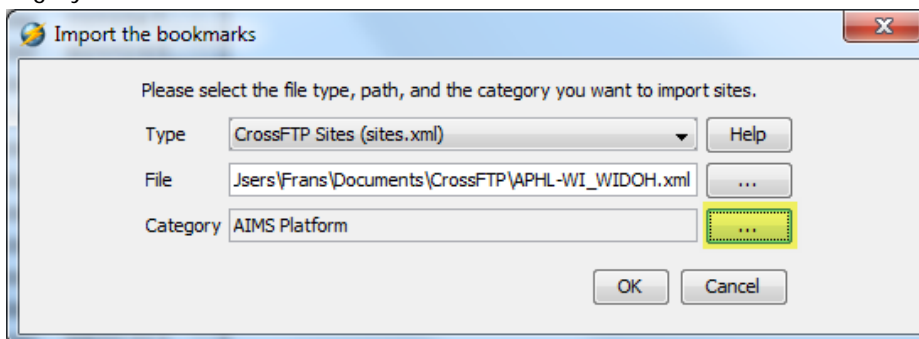 Import the bookmarks
Please select the file type, path, and the category you want to import sites.
Type CrossFTP Sites (sites.xml) Help
File Jsers\Frans\Documents\CrossFTP\APHL-WI_WIDOH.xml ...
Category AIMS Platform ...
OK Cancel